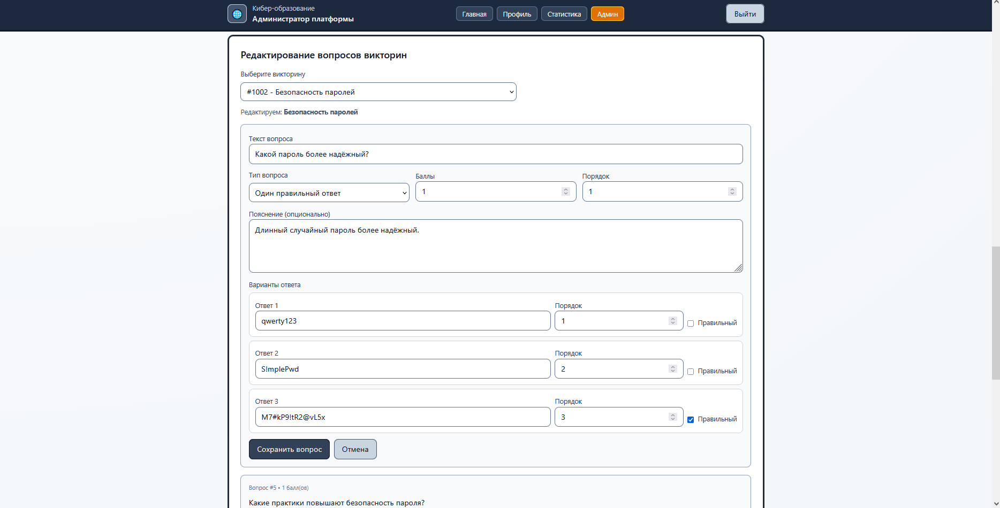 Кибер-образование
Администратор платформы
Главная
Профиль
Статистика
Админ
Выйти
Редактирование вопросов викторин
Выберите викторину
#1002 - Безопасность паролей
Редактируем: Безопасность паролей
Текст вопроса
Какой пароль более надёжный?
Тип вопроса
Баллы
Порядок
Один правильный ответ
1
1
Пояснение (опционально)
Длинный случайный пароль более надёжный.
Варианты ответа
Ответ 1
Порядок
qwerty123
1
Правильный
Ответ 2
Порядок
S!mplePwd
2
Правильный
Ответ 3
Порядок
M7#kP9!tR2@vL5x
3
Правильный
Сохранить вопрос
Отмена
Вопрос #5 • 1 балл(ов)
Какие практики повышают безопасность пароля?